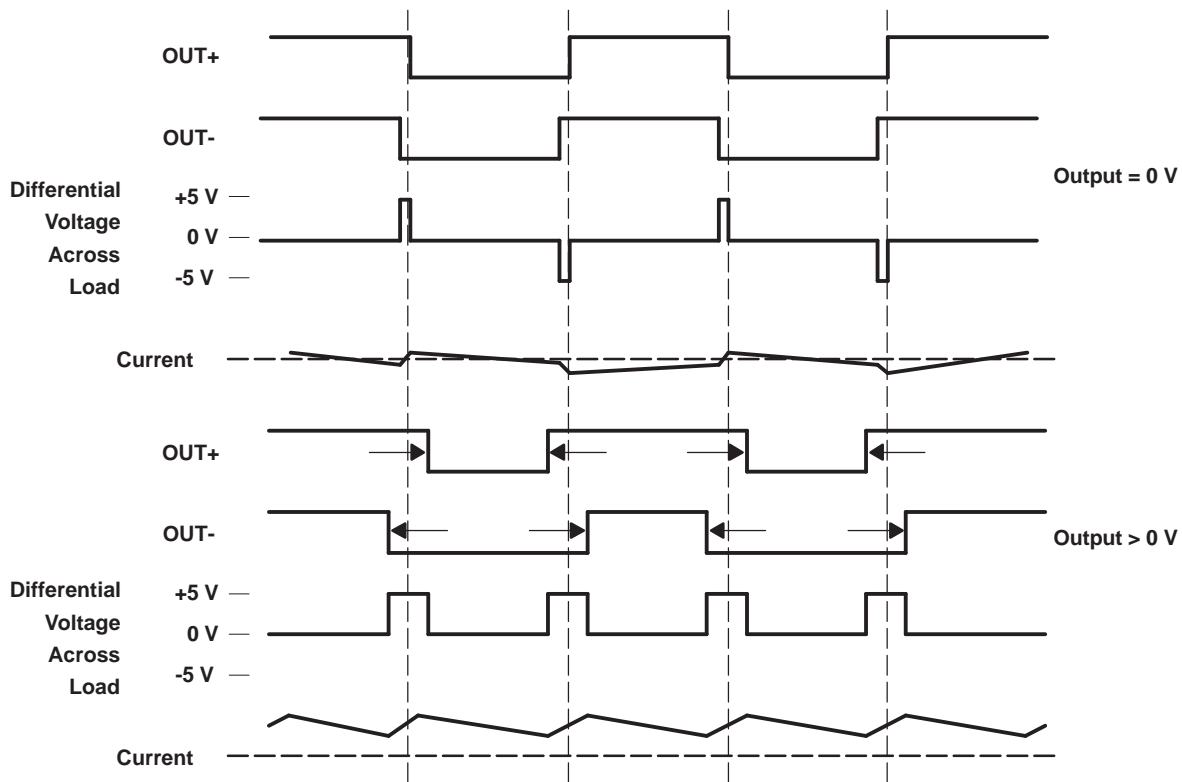 OUT+
OUT-
Output = 0 V
Differential
Voltage
Across
Load
+5 V
0 V
-5 V
Current
OUT+
OUT-
Output > 0 V
Differential
Voltage
Across
Load
+5 V
0 V
-5 V
Current